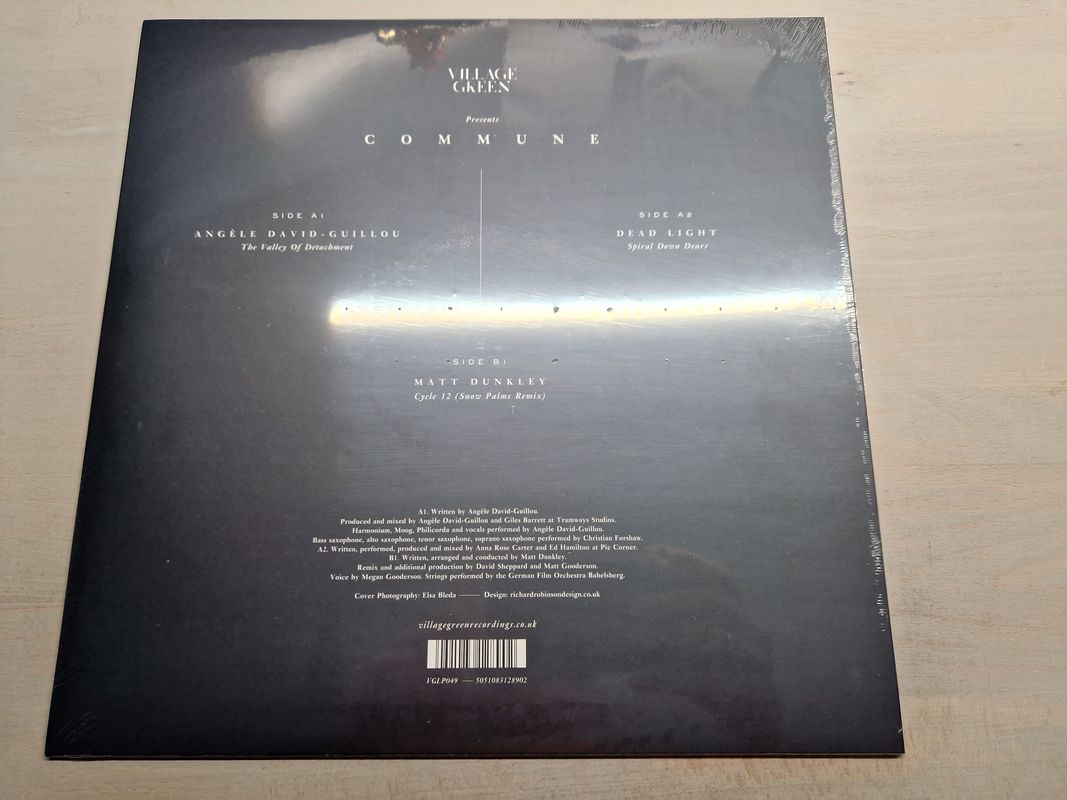 VILLAGE
GREEN
Presents
COMMUNE
SIDE A1
ANGÈLE DAVID-GUILLOU
The Valley Of Detachment
SIDE A2
DEAD LIGHT
Spiral Down Dears
SIDE B1
MATT DUNKLEY
Cycle 12 (Snow Palms Remix)
A1. Written by Angèle David-Guillou.
Produced and mixed by Angèle David-Guillou and Giles Barrett at Tramways Studios.
Harmonium, Moog, Philicorda and vocals performed by Angèle David-Guillou.
Bass saxophone, alto saxophone, tenor saxophone, soprano saxophone performed by Christian Forshaw.
A2. Written, performed, produced and mixed by Anna Rose Carter and Ed Hamilton at Pie Corner.
B1. Written, arranged and conducted by Matt Dunkley.
Remix and additional production by David Sheppard and Matt Gooderson.
Voice by Megan Gooderson. Strings performed by the German Film Orchestra Babelsberg.
Cover Photography: Elsa Bleda —— Design: richardrobinsondesign.co.uk
villagegreenrecordings.co.uk
VGLP049 — 5051083128902